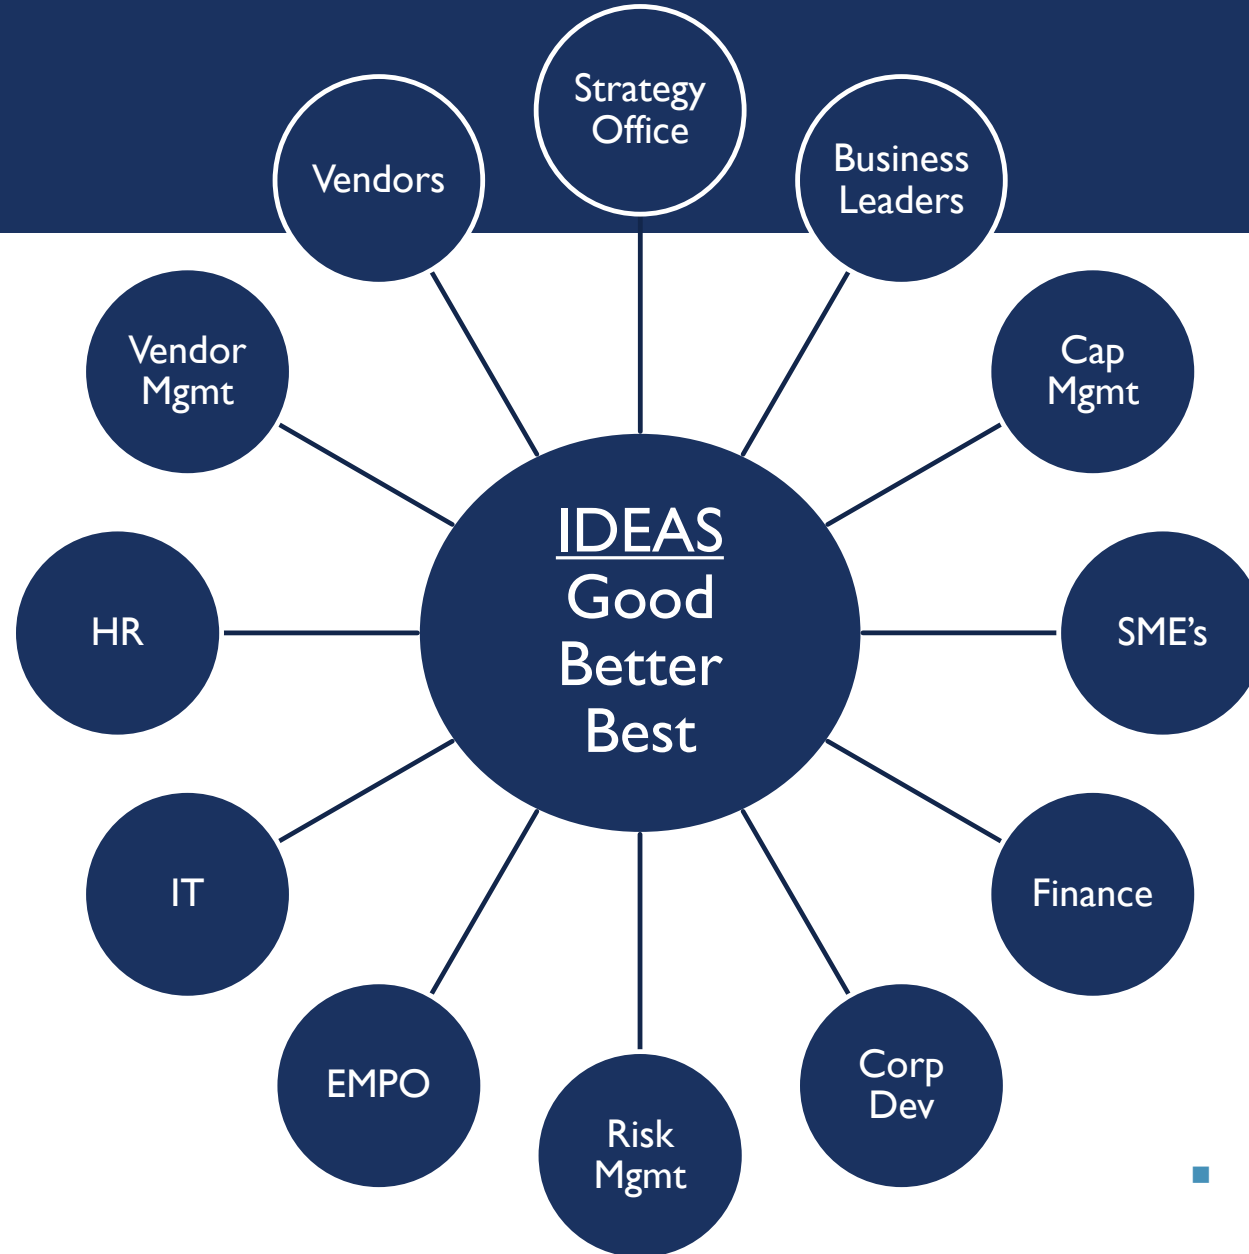 Strategy
Office
Business
Leaders
Cap
Mgmt
SME’s
Finance
Corp
Dev
Risk
Mgmt
EMPO
IT
HR
Vendor
Mgmt
Vendors
IDEAS
Good
Better
Best